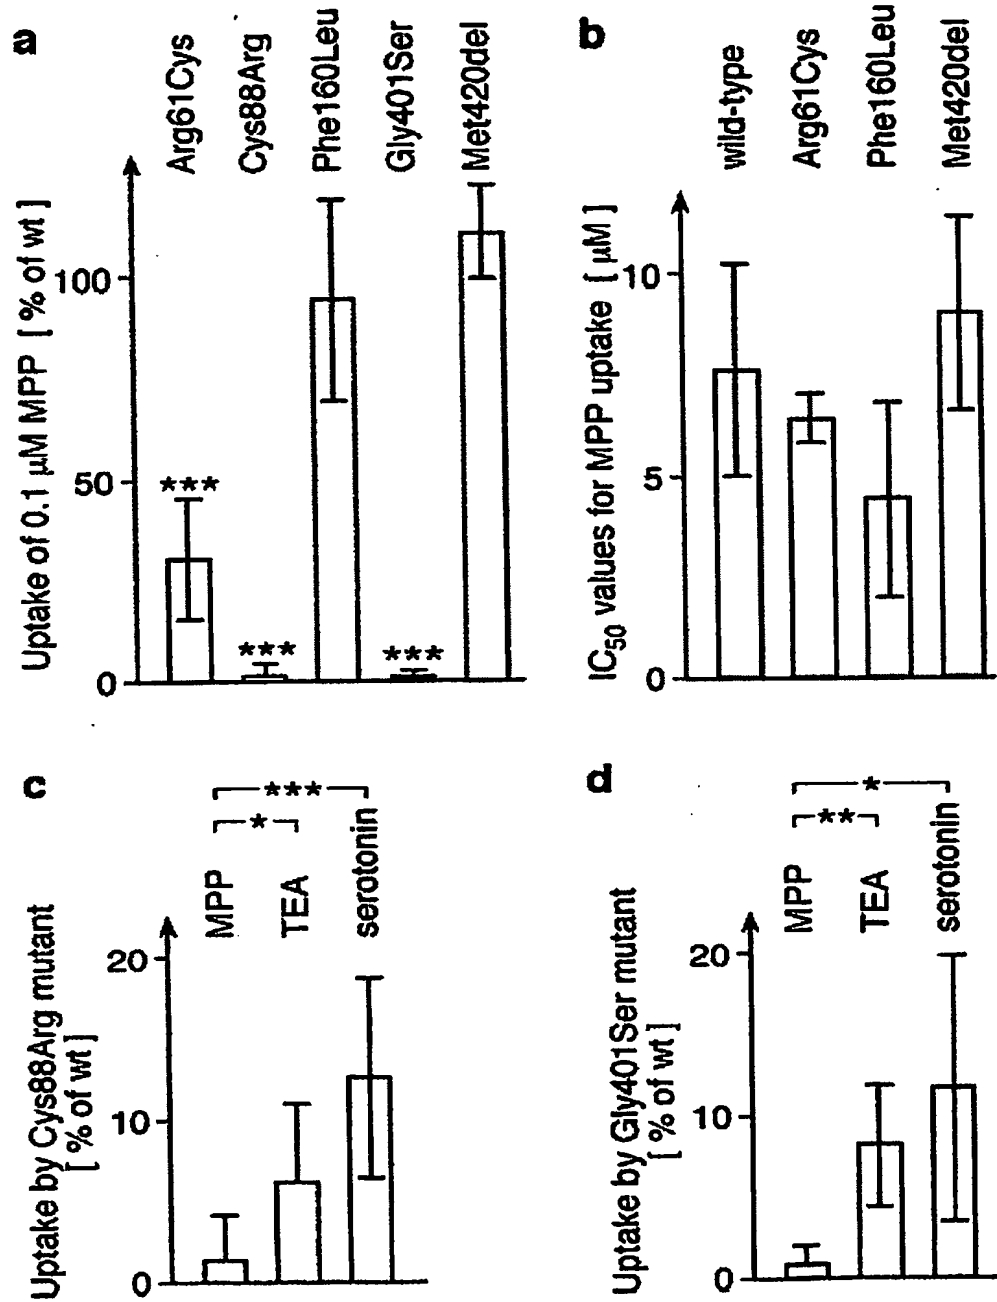 a
Arg61Cys
Cys88Arg
Phe160Leu
Gly401Ser
Met420del
Uptake of 0.1 µM MPP [ % of wt ]
100
50
0
***
***
***
b
wild-type
Arg61Cys
Phe160Leu
Met420del
IC50 values for MPP uptake [ µM ]
10
5
0
c
***
*
MPP
TEA
serotonin
Uptake by Cys88Arg mutant
[ % of wt ]
20
10
0
d
*
**
MPP
TEA
serotonin
Uptake by Gly401Ser mutant
[ % of wt ]
20
10
0